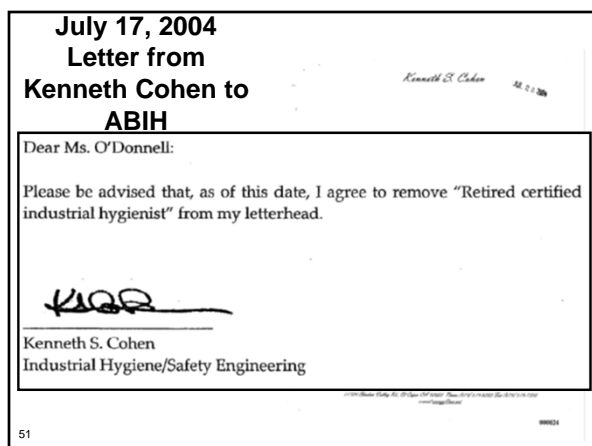 July 17, 2004
Letter from
Kenneth Cohen to
ABIH
Kenneth S. Cohen
Dear Ms. O'Donnell:
Please be advised that, as of this date, I agree to remove “Retired certified
industrial hygienist” from my letterhead.
Kenneth S. Cohen
Industrial Hygiene/Safety Engineering
51